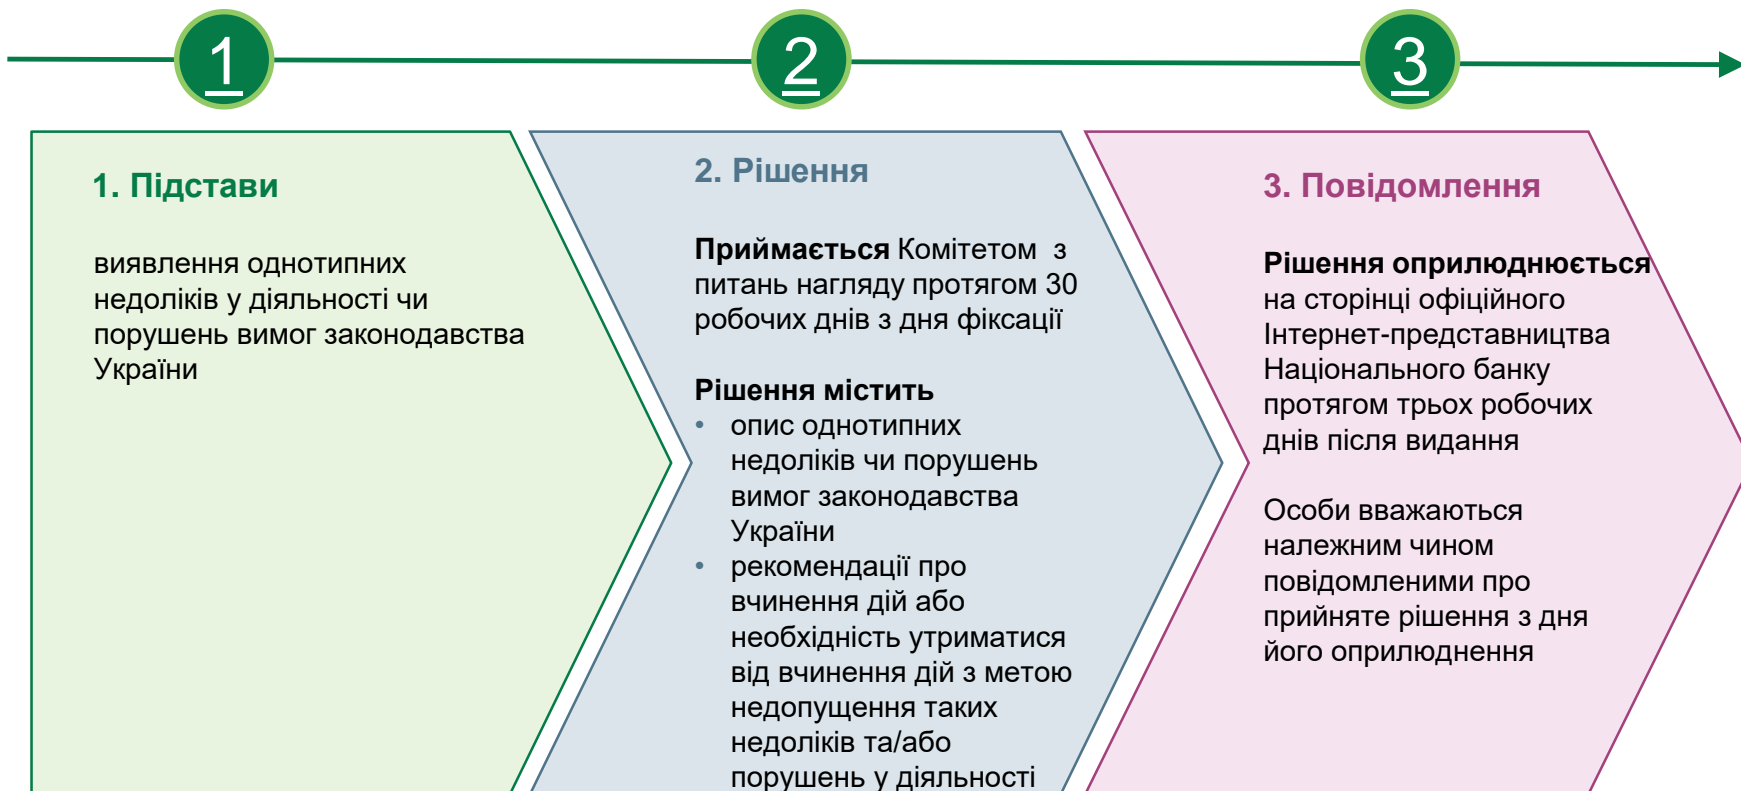 1
2
3
1. Підстави
виявлення однотипних
недоліків у діяльності чи
порушень вимог законодавства
України
2. Рішення
Приймається Комітетом з
питань нагляду протягом 30
робочих днів з дня фіксації
Рішення містить
• опис однотипних
недоліків чи порушень
вимог законодавства
України
• рекомендації про
вчинення дій або
необхідність утриматися
від вчинення дій з метою
недопущення таких
недоліків та/або
порушень у діяльності
3. Повідомлення
Рішення оприлюднюється
на сторінці офіційного
Інтернет-представництва
Національного банку
протягом трьох робочих
днів після видання
Особи вважаються
належним чином
повідомленими про
прийняте рішення з дня
його оприлюднення